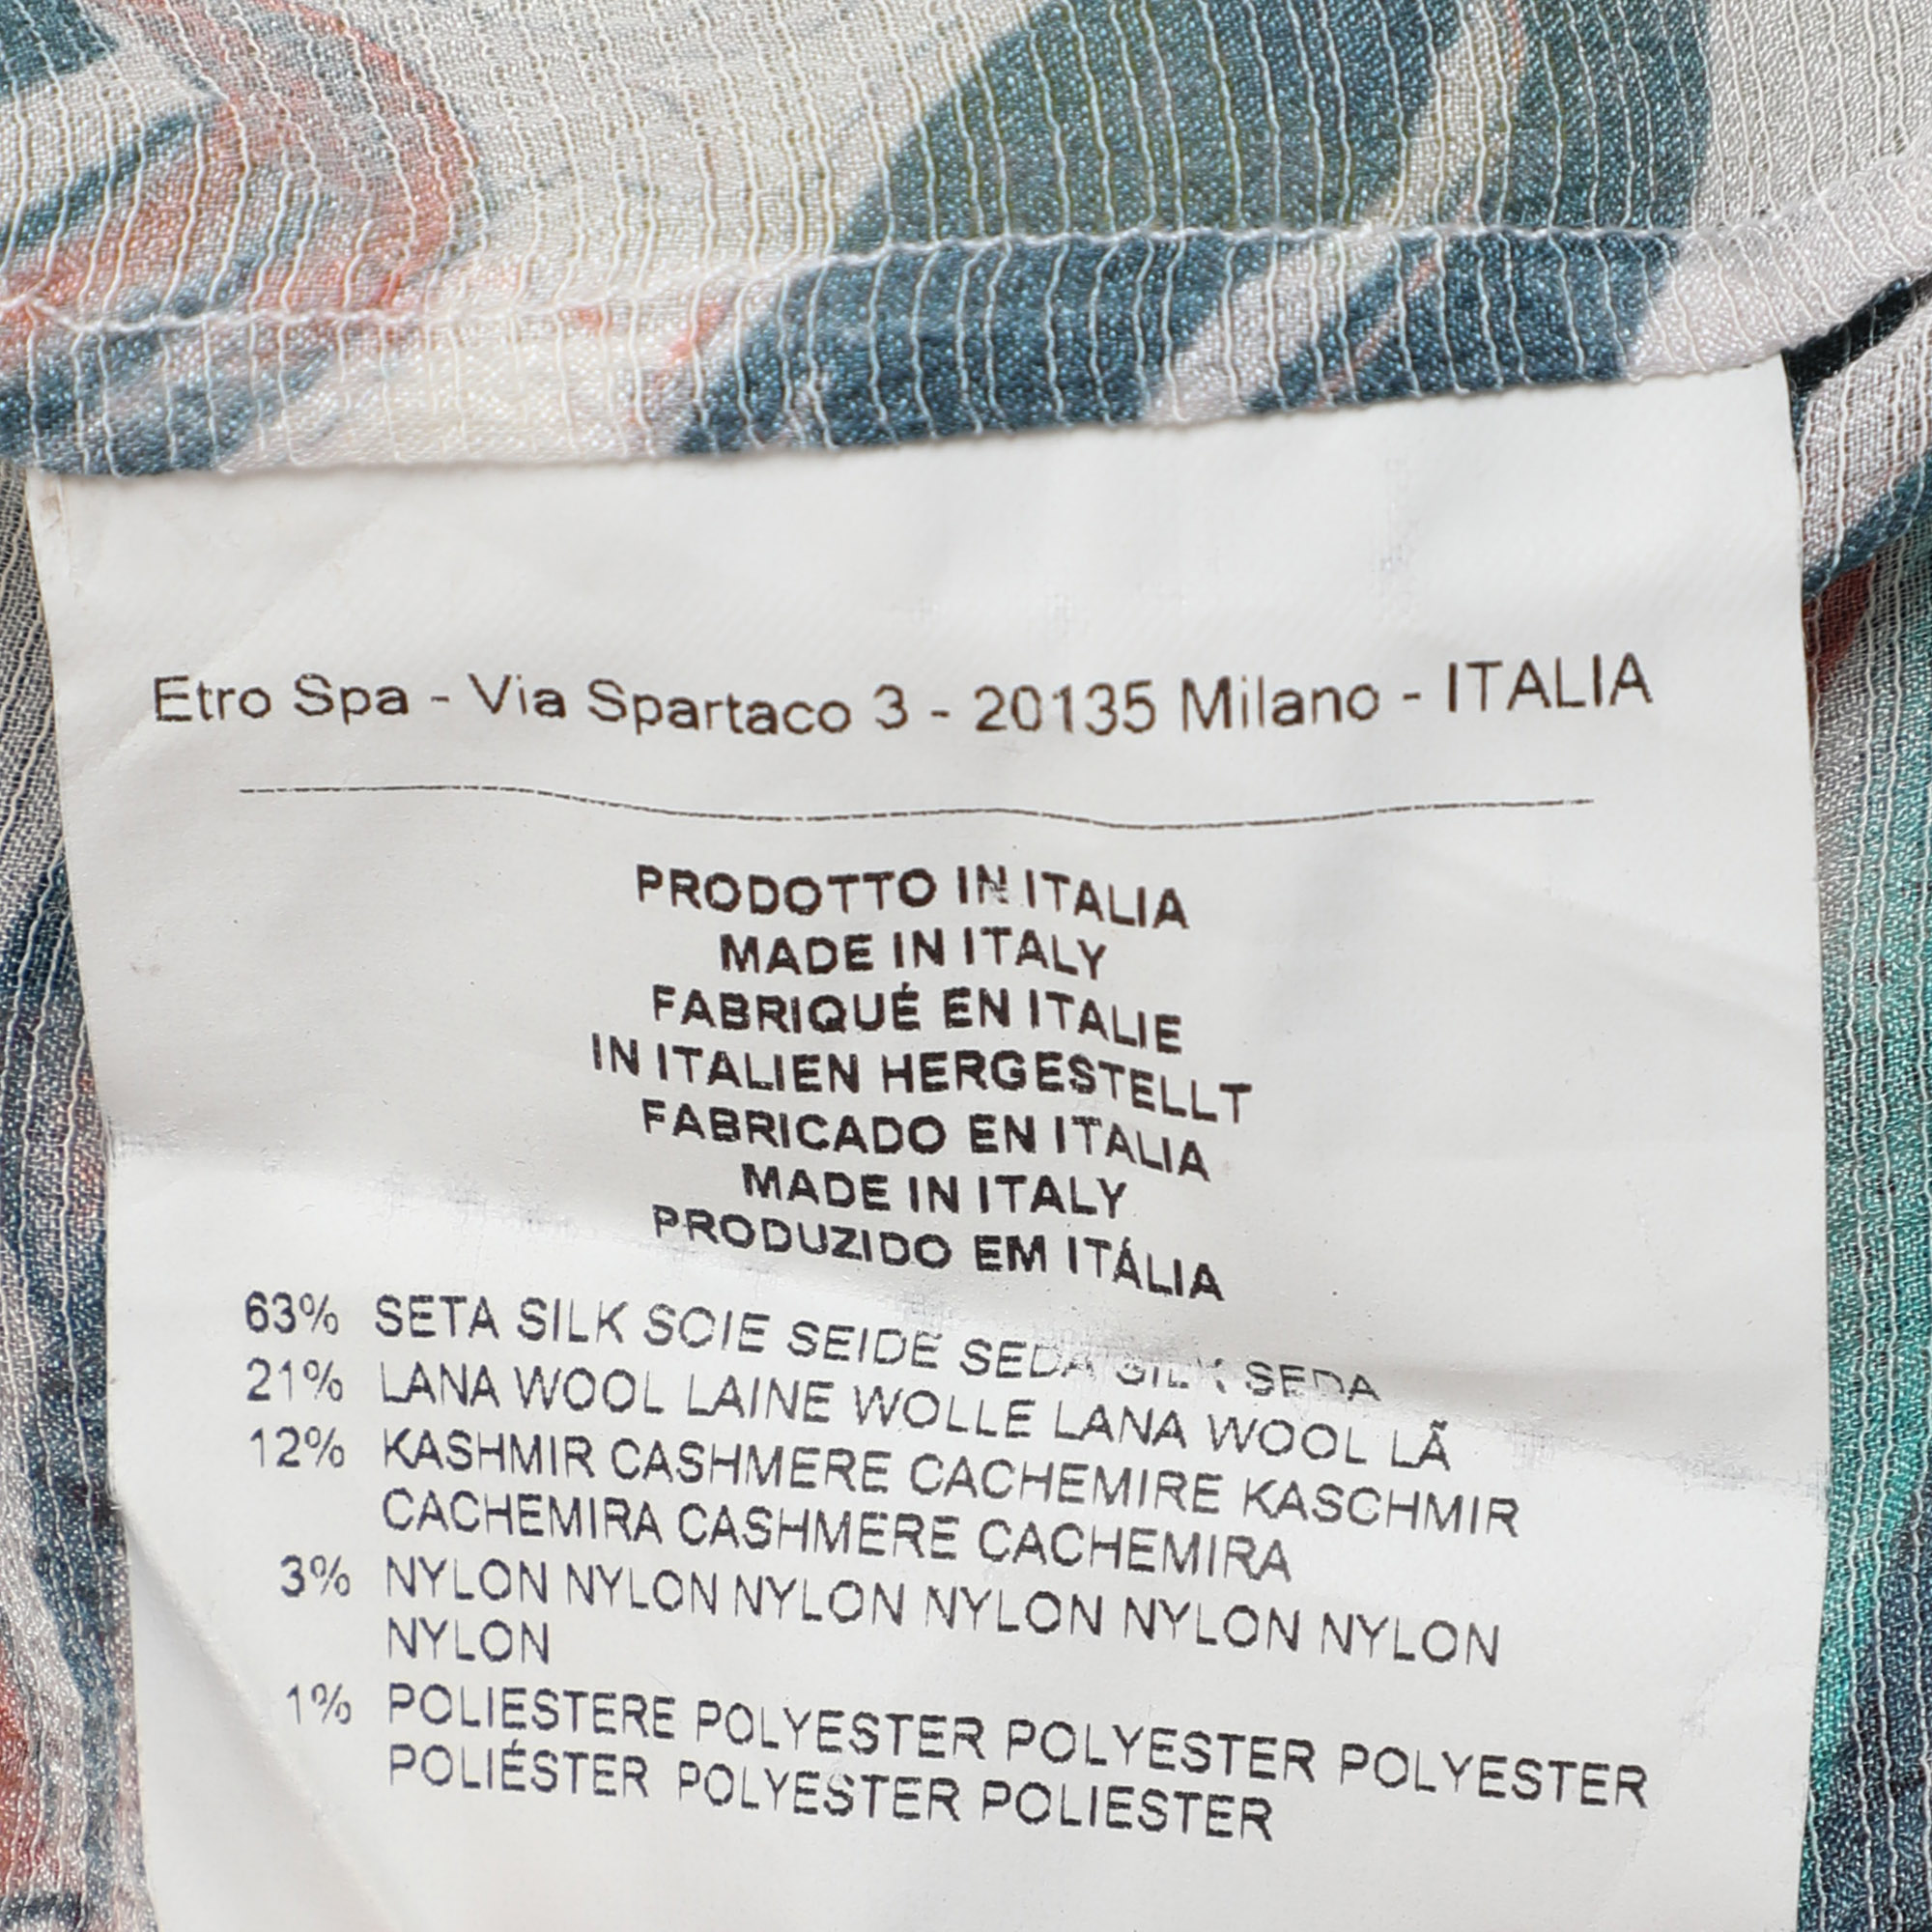 Etro Spa - Via Spartaco 3 - 20135 Milano - ITALIA
PRODOTTO IN ITALIA
MADE IN ITALY
FABRIQUÉ EN ITALIE
IN ITALIEN HERGESTELLT
FABRICADO EN ITALIA
MADE IN ITALY
PRODUZIDO EM ITÁLIA
63% SETA SILK SOIE SEIDE SEDA SILK SEDA
21% LANA WOOL LAINE WOLLE LANA WOOL LÃ
12% KASHMIR CASHMERE CACHEMIRE KASCHMIR
CACHEMIRA CASHMERE CACHEMIRA
3% NYLON NYLON NYLON NYLON NYLON NYLON
NYLON
1% POLIESTERE POLYESTER POLYESTER POLYESTER
POLIÉSTER POLYESTER POLIESTER